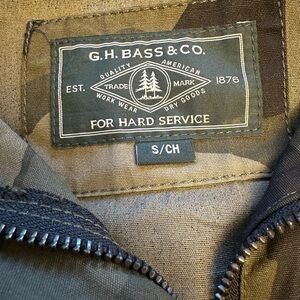 G.H. BASS & CO.
QUALITY AMERICAN
EST. TRADE MARK 1876
WORK WEAR DRY GOODS
FOR HARD SERVICE
S/CH